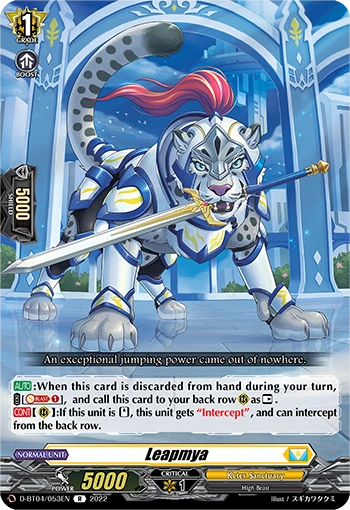 1
GRADE
BOOST
5000
SHIELD
An exceptional jumping power came out of nowhere.
AUTO:When this card is discarded from hand during your turn,
[SOUL BLAST 1], and call this card to your back row R as .
CONT[R]:If this unit is [], this unit gets "Intercept", and can intercept
from the back row.
NORMAL UNIT
Leapmya
POWER 5000
CRITICAL
1
Keter Sanctuary
High Beast
D-BT04/053EN R 2022
Illust / スギカワタクミ